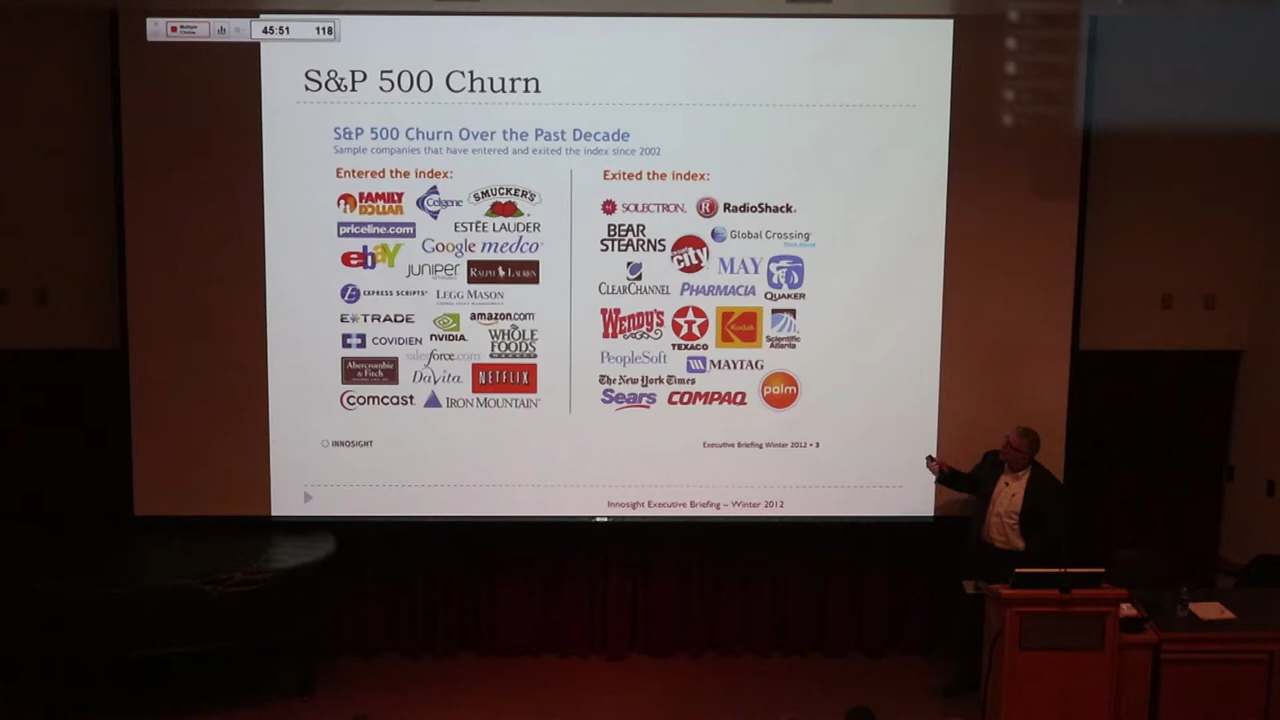 Multiple
Choice
45:51 118
S&P 500 Churn
S&P 500 Churn Over the Past Decade
Sample companies that have entered and exited the index since 2002
Entered the index:
FAMILY DOLLAR
Celgene
SMUCKER'S
priceline.com
ESTĒE LAUDER
Google
medco
ebaY
JUNIPER
NETWORKS
RALPH LAUREN
EXPRESS SCRIPTS
LEGG MASON
E TRADE
NVIDIA
amazon.com
COVIDIEN
salesforce.com
WHOLE FOODS MARKET
Abercrombie & Fitch
DaVita
NETFLIX
Comcast
IRON MOUNTAIN
Exited the index:
SOLECTRON
R RadioShack
BEAR STEARNS
city
Global Crossing
MAY
CLEARCHANNEL
PHARMACIA
QUAKER
WENDY'S
T TEXACO
Kodak
Scientific Atlanta
PeopleSoft
MAYTAG
The New York Times
Sears
COMPAQ
palm
INNOSIGHT
Executive Briefing Winter 2012 • 3
Innosight Executive Briefing – Winter 2012